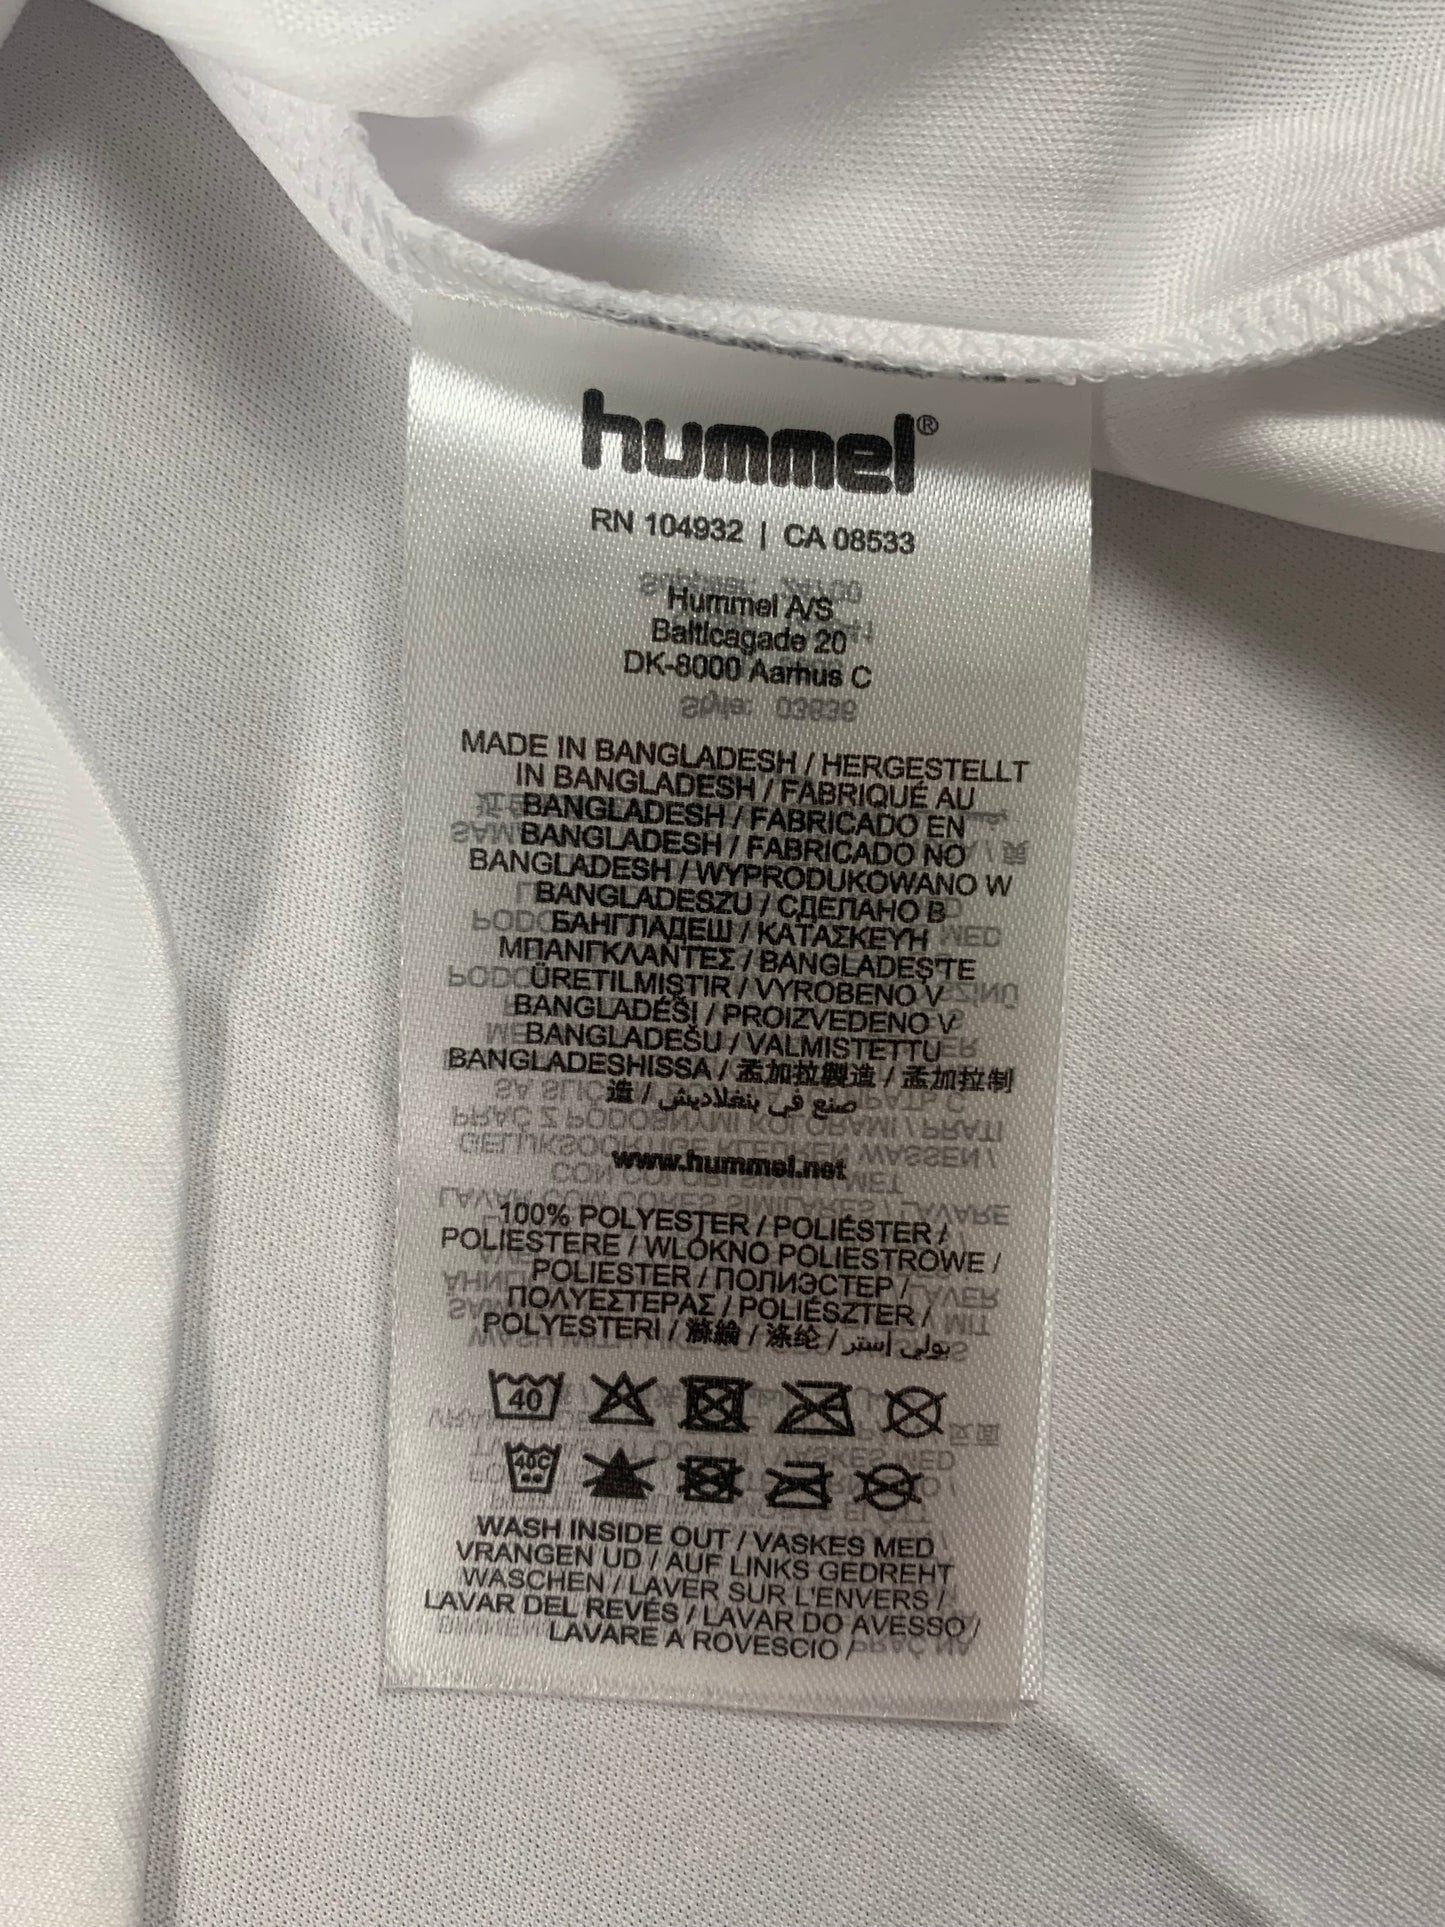 hummel®
RN 104932 | CA 08533
Hummel A/S
Balticagade 20
DK-8000 Aarhus C
MADE IN BANGLADESH / HERGESTELLT
IN BANGLADESH / FABRIQUÉ AU
BANGLADESH / FABRICADO EN
BANGLADESH / FABRICADO NO
BANGLADESH / WYPRODUKOWANO W
BANGLADESZU / СДЕЛАНО В
БАНГЛАДЕШ / ΚΑΤΑΣΚΕΥΗ
ΜΠΑΝΓΚΛΑΝΤΕΣ / BANGLADEŞ'TE
ÜRETILMIŞTIR / VYROBENO V
BANGLADÉŠI / PROIZVEDENO V
BANGLADEŠU / VALMISTETTU
BANGLADESHISSA / 孟加拉製造 / 孟加拉制
造 / صنع في بنغلاديش
www.hummel.net
100% POLYESTER / POLIÉSTER /
POLIESTERE / WLÓKNO POLIESTROWE /
POLIESTER / ПОЛИЭСТЕР /
ΠΟΛΥΕΣΤΕΡΑΣ / POLIÉSZTER /
POLYESTERI / 滌綸 / 涤纶 / بولي إستر
40
40C
WASH INSIDE OUT / VASKES MED
VRANGEN UD / AUF LINKS GEDREHT
WASCHEN / LAVER SUR L'ENVERS /
LAVAR DEL REVÉS / LAVAR DO AVESSO /
LAVARE A ROVESCIO /